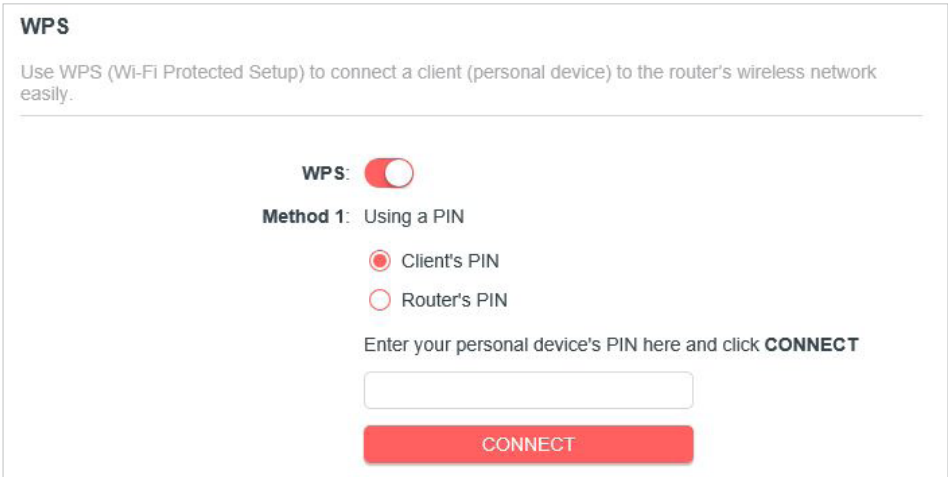 WPS
Use WPS (Wi-Fi Protected Setup) to connect a client (personal device) to the router's wireless network
easily.
WPS:
Method 1: Using a PIN
Client's PIN
Router's PIN
Enter your personal device's PIN here and click CONNECT
CONNECT